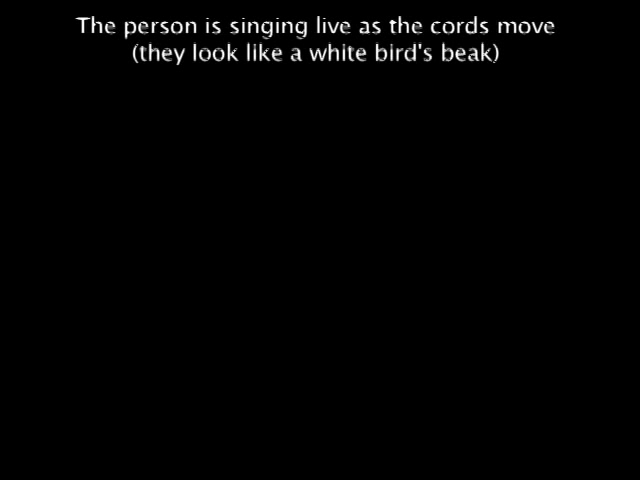 The person is singing live as the cords move
(they look like a white bird's beak)